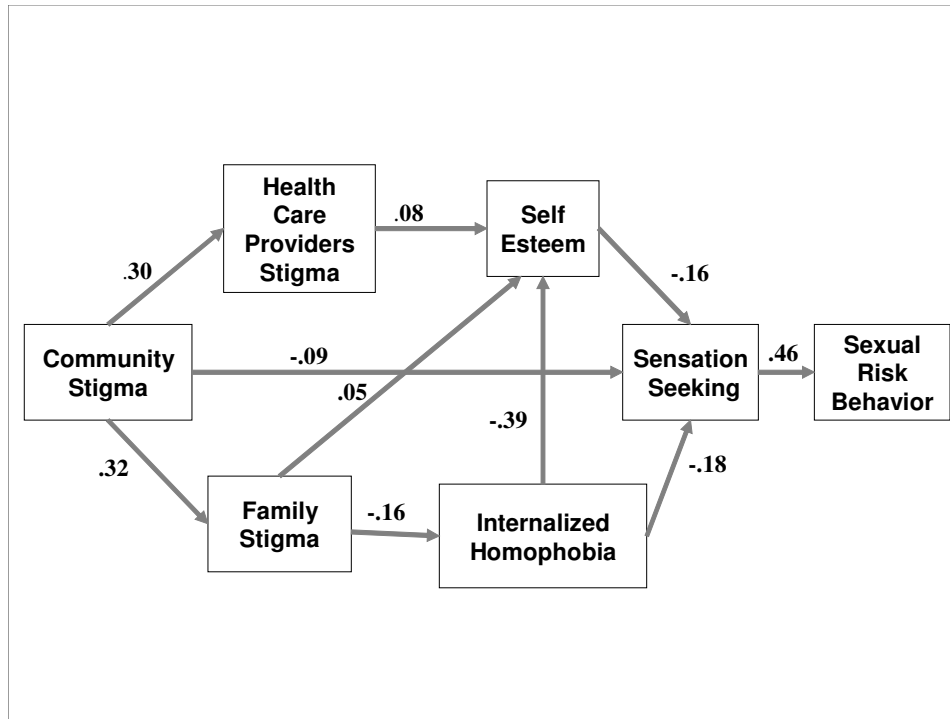 Health
Care
Providers
Stigma
.08
Self
Esteem
.30
-.16
Community
Stigma
-.09
.05
Sensation
Seeking
.46
Sexual
Risk
Behavior
-.39
.32
-.18
Family
Stigma
-.16
Internalized
Homophobia